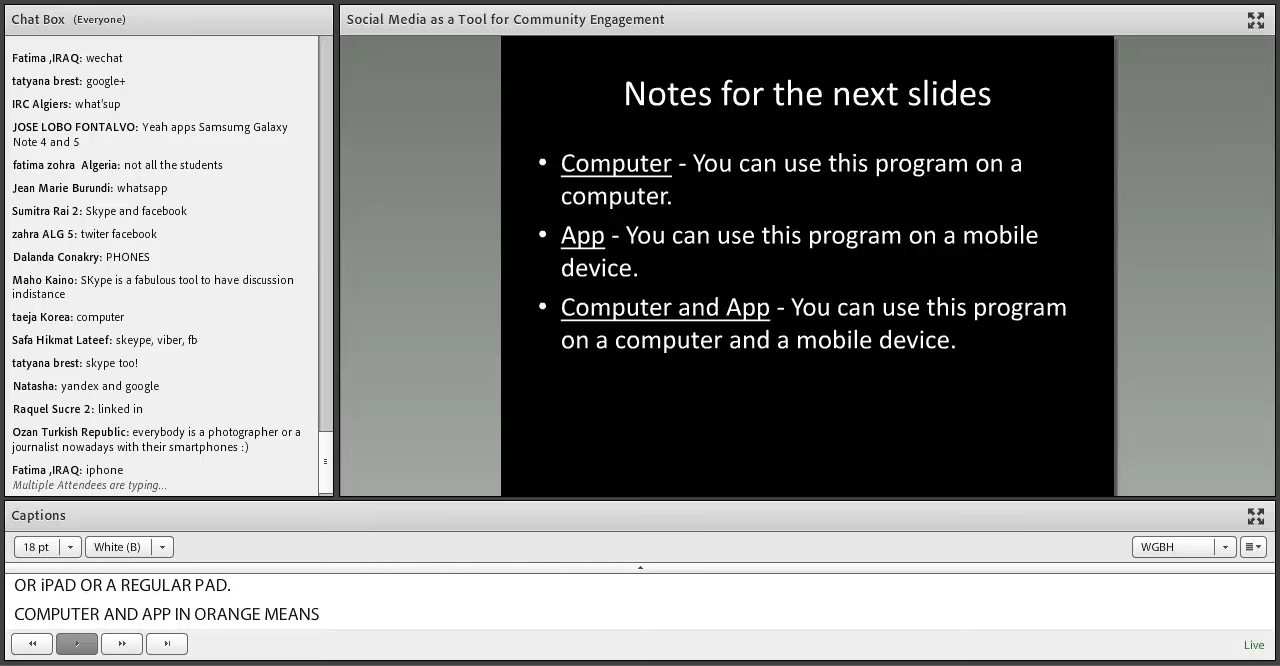 Chat Box (Everyone)
Fatima ,IRAQ: wechat
tatyana brest: google+
IRC Algiers: what'sup
JOSE LOBO FONTALVO: Yeah apps Samsumg Galaxy
Note 4 and 5
fatima zohra Algeria: not all the students
Jean Marie Burundi: whatsapp
Sumitra Rai 2: Skype and facebook
zahra ALG 5: twiter facebook
Dalanda Conakry: PHONES
Maho Kaino: SKype is a fabulous tool to have discussion
indistance
taeja Korea: computer
Safa Hikmat Lateef: skeype, viber, fb
tatyana brest: skype too!
Natasha: yandex and google
Raquel Sucre 2: linked in
Ozan Turkish Republic: everybody is a photographer or a
journalist nowadays with their smartphones :)
Fatima ,IRAQ: iphone
Multiple Attendees are typing...
Social Media as a Tool for Community Engagement
Notes for the next slides
• Computer - You can use this program on a
computer.
• App - You can use this program on a mobile
device.
• Computer and App - You can use this program
on a computer and a mobile device.
Captions
18 pt
White (B)
WGBH
OR iPAD OR A REGULAR PAD.
COMPUTER AND APP IN ORANGE MEANS
Live